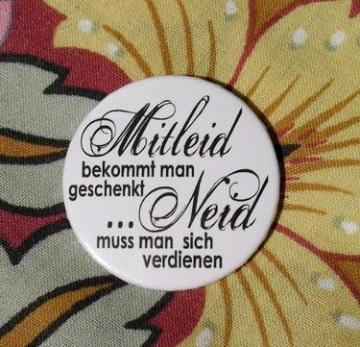 Mitleid
bekommt man
geschenkt
... Neid
muss man sich
verdienen